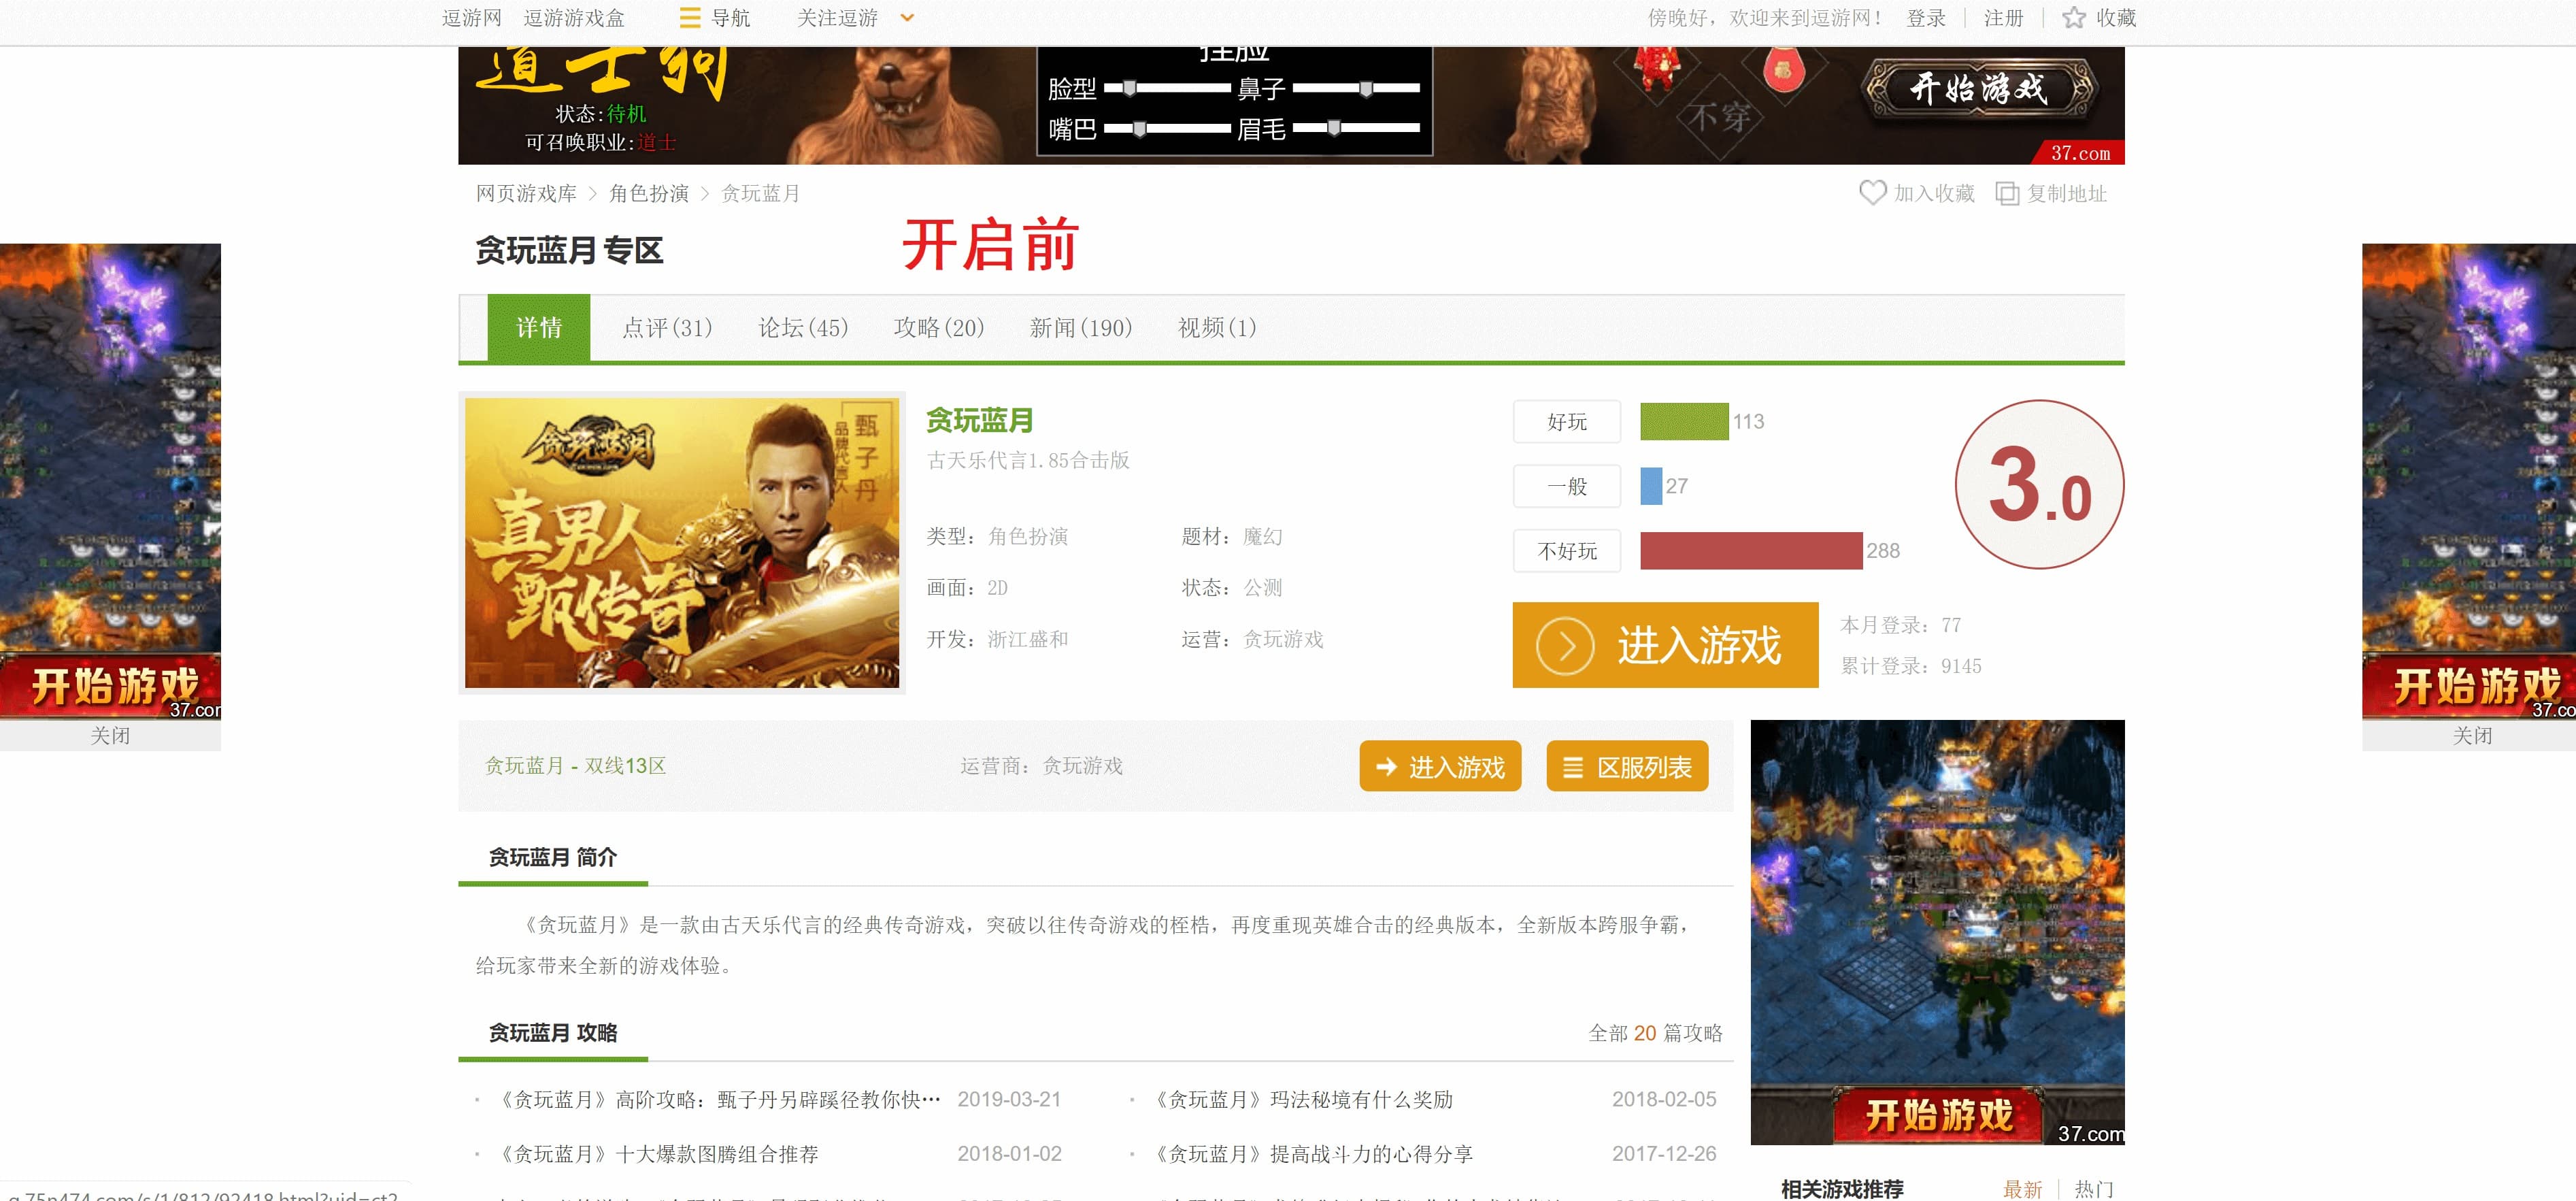 逗游网 逗游游戏盒 导航 关注逗游 傍晚好，欢迎来到逗游网！ 登录 注册 收藏
道士狗
状态:待机
可召唤职业:道士
捏脸
脸型 鼻子
嘴巴 眉毛
不穿
福
开始游戏
37.com
网页游戏库 > 角色扮演 > 贪玩蓝月 加入收藏 复制地址
贪玩蓝月 专区 开启前
详情 点评(31) 论坛(45) 攻略(20) 新闻(190) 视频(1)
贪玩蓝月
真男人
甄传奇
甄子丹
品牌代言人
贪玩蓝月
古天乐代言1.85合击版
类型：角色扮演 题材：魔幻
画面：2D 状态：公测
开发：浙江盛和 运营：贪玩游戏
好玩 113
一般 27
不好玩 288
3.0
进入游戏
本月登录：77
累计登录：9145
开始游戏
关闭
开始游戏
关闭
贪玩蓝月 - 双线13区 运营商：贪玩游戏 进入游戏 区服列表
贪玩蓝月 简介
《贪玩蓝月》是一款由古天乐代言的经典传奇游戏，突破以往传奇游戏的桎梏，再度重现英雄合击的经典版本，全新版本跨服争霸，
给玩家带来全新的游戏体验。
贪玩蓝月 攻略 全部 20 篇攻略
《贪玩蓝月》高阶攻略：甄子丹另辟蹊径教你快… 2019-03-21 《贪玩蓝月》玛法秘境有什么奖励 2018-02-05
《贪玩蓝月》十大爆款图腾组合推荐 2018-01-02 《贪玩蓝月》提高战斗力的心得分享 2017-12-26
开始游戏
37.com
相关游戏推荐 最新 热门